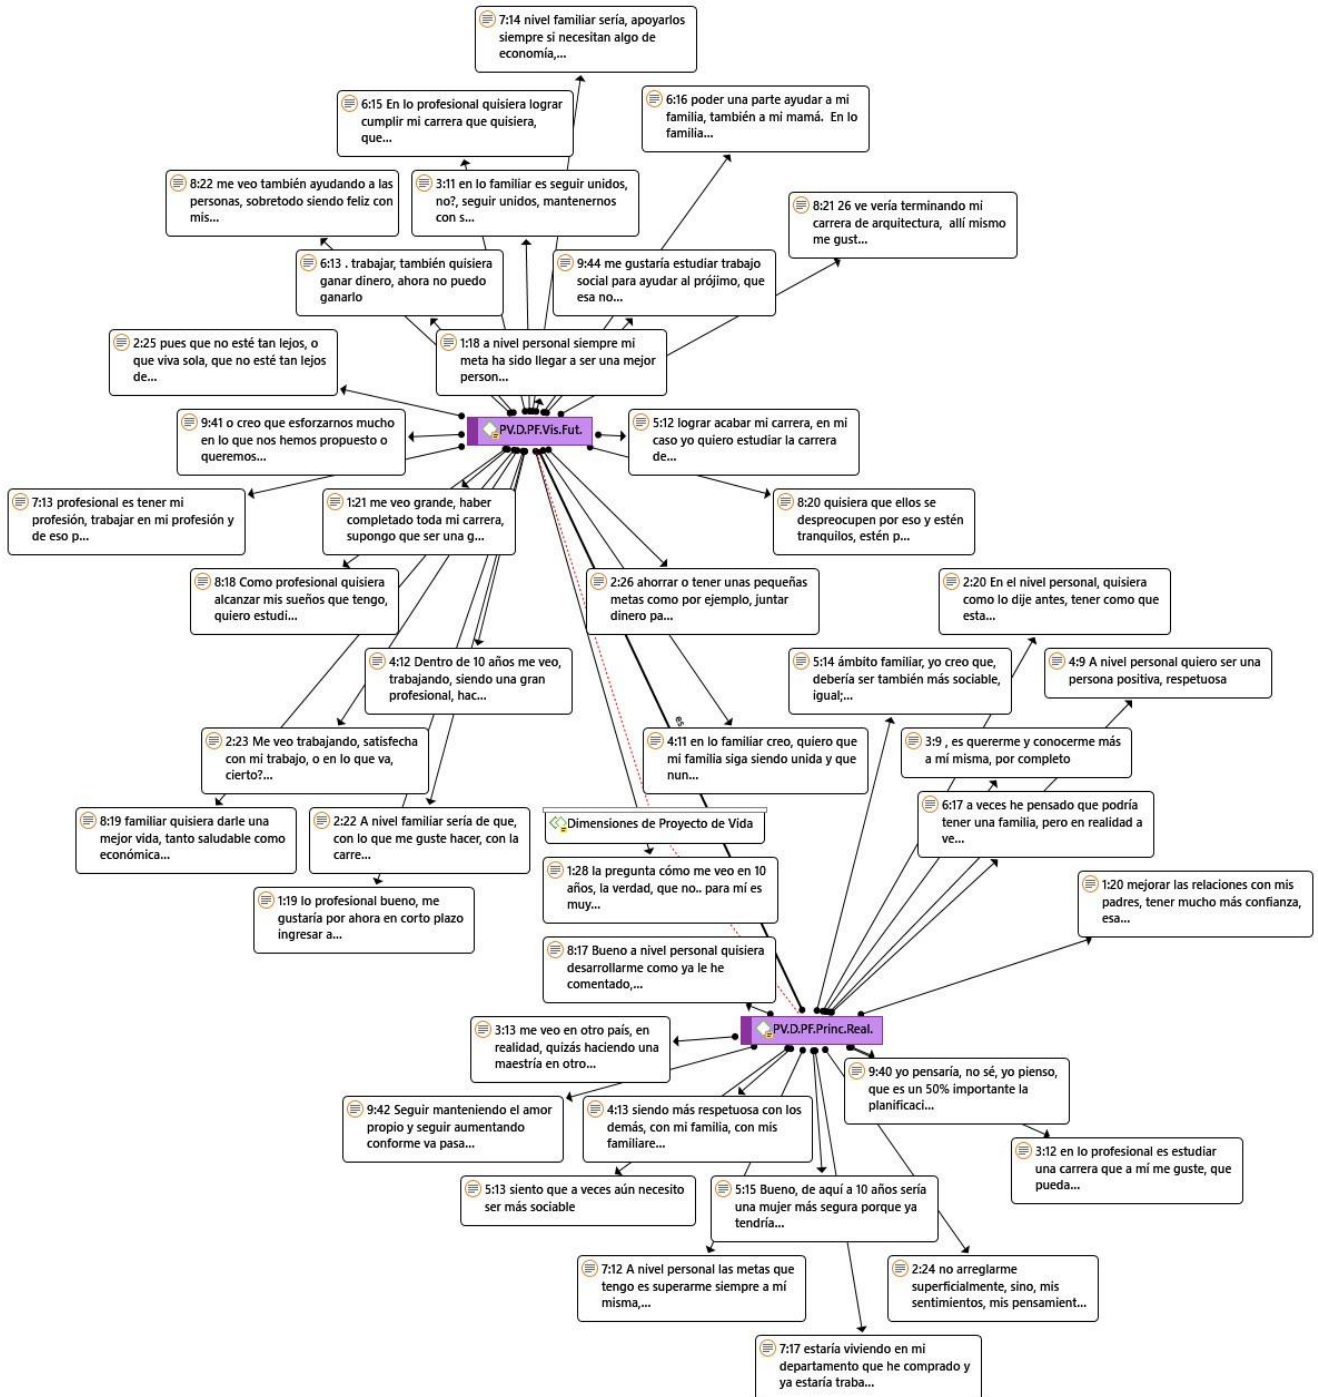 7:14 nivel familiar sería, apoyarlos
siempre si necesitan algo de
economía,...
6:15 En lo profesional quisiera lograr
cumplir mi carrera que quisiera,
que...
6:16 poder una parte ayudar a mi
familia, también a mi mamá. En lo
familia...
8:22 me veo también ayudando a las
personas, sobretodo siendo feliz con
mis...
3:11 en lo familiar es seguir unidos,
no?, seguir unidos, mantenernos
con s...
8:21 26 ve vería terminando mi
carrera de arquitectura, allí mismo
me gust...
6:13 . trabajar, también quisiera
ganar dinero, ahora no puedo
ganarlo
9:44 me gustaría estudiar trabajo
social para ayudar al prójimo, que
esa no...
2:25 pues que no esté tan lejos, o
que viva sola, que no esté tan lejos
de...
1:18 a nivel personal siempre mi
meta ha sido llegar a ser una mejor
person...
9:41 o creo que esforzarnos mucho
en lo que nos hemos propuesto o
queremos...
PV.D.PF.Vis.Fut.
5:12 lograr acabar mi carrera, en mi
caso yo quiero estudiar la carrera
de...
7:13 profesional es tener mi
profesión, trabajar en mi profesión y
de eso p...
1:21 me veo grande, haber
completado toda mi carrera,
supongo que ser una g...
8:20 quisiera que ellos se
despreocupen por eso y estén
tranquilos, estén p...
8:18 Como profesional quisiera
alcanzar mis sueños que tengo,
quiero estudi...
2:26 ahorrar o tener unas pequeñas
metas como por ejemplo, juntar
dinero pa...
2:20 En el nivel personal, quisiera
como lo dije antes, tener como que
esta...
4:12 Dentro de 10 años me veo,
trabajando, siendo una gran
profesional, hac...
5:14 ámbito familiar, yo creo que,
debería ser también más sociable,
igual;...
4:9 A nivel personal quiero ser una
persona positiva, respetuosa
es
2:23 Me veo trabajando, satisfecha
con mi trabajo, o en lo que va,
cierto?...
4:11 en lo familiar creo, quiero que
mi familia siga siendo unida y que
nun...
3:9 , es quererme y conocerme más
a mí misma, por completo
6:17 a veces he pensado que podría
tener una familia, pero en realidad a
ve...
8:19 familiar quisiera darle una
mejor vida, tanto saludable como
económica...
2:22 A nivel familiar sería de que,
con lo que me guste hacer, con la
carre...
Dimensiones de Proyecto de Vida
1:28 la pregunta cómo me veo en 10
años, la verdad, que no.. para mí es
muy...
1:20 mejorar las relaciones con mis
padres, tener mucho más confianza,
esa...
1:19 lo profesional bueno, me
gustaría por ahora en corto plazo
ingresar a...
8:17 Bueno a nivel personal quisiera
desarrollarme como ya le he
comentado,...
3:13 me veo en otro país, en
realidad, quizás haciendo una
maestría en otro...
PV.D.PF.Princ.Real.
9:40 yo pensaría, no sé, yo pienso,
que es un 50% importante la
planificaci...
9:42 Seguir manteniendo el amor
propio y seguir aumentando
conforme va pasa...
4:13 siendo más respetuosa con los
demás, con mi familia, con mis
familiare...
3:12 en lo profesional es estudiar
una carrera que a mí me guste, que
pueda...
5:13 siento que a veces aún necesito
ser más sociable
5:15 Bueno, de aquí a 10 años sería
una mujer más segura porque ya
tendría...
7:12 A nivel personal las metas que
tengo es superarme siempre a mí
misma,...
2:24 no arreglarme
superficialmente, sino, mis
sentimientos, mis pensamient...
7:17 estaría viviendo en mi
departamento que he comprado y
ya estaría traba...